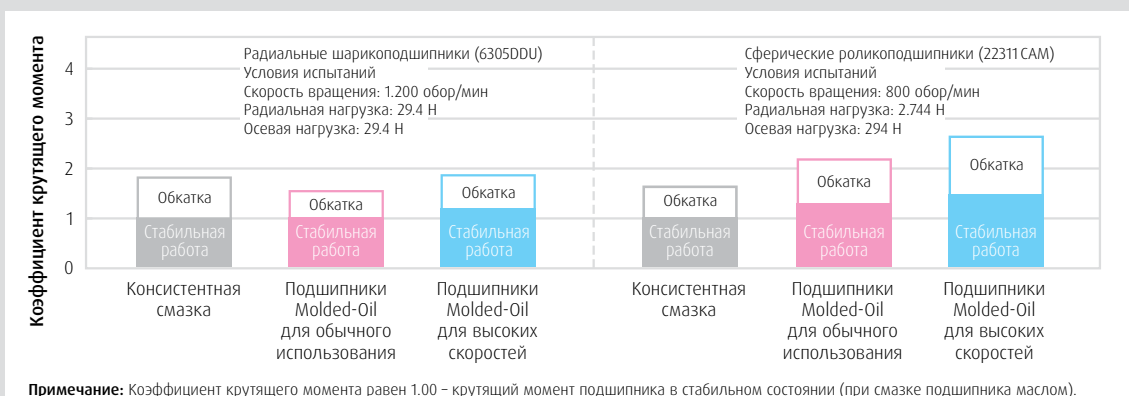 Коэффициент крутящего момента
4
3
2
1
0
Радиальные шарикоподшипники (6305DDU)
Условия испытаний
Скорость вращения: 1.200 обор/мин
Радиальная нагрузка: 29.4 Н
Осевая нагрузка: 29.4 Н
Сферические роликоподшипники (22311 CAM)
Условия испытаний
Скорость вращения: 800 обор/мин
Радиальная нагрузка: 2.744 Н
Осевая нагрузка: 294 Н
Обкатка
Стабильная
работа
Обкатка
Стабильная
работа
Обкатка
Стабильная
работа
Обкатка
Стабильная
работа
Обкатка
Стабильная
работа
Обкатка
Стабильная
работа
Консистентная
смазка
Подшипники
Molded-Oil
для обычного
использования
Подшипники
Molded-Oil
для высоких
скоростей
Консистентная
смазка
Подшипники
Molded-Oil
для обычного
использования
Подшипники
Molded-Oil
для высоких
скоростей
Примечание: Коэффициент крутящего момента равен 1.00 – крутящий момент подшипника в стабильном состоянии (при смазке подшипника маслом).